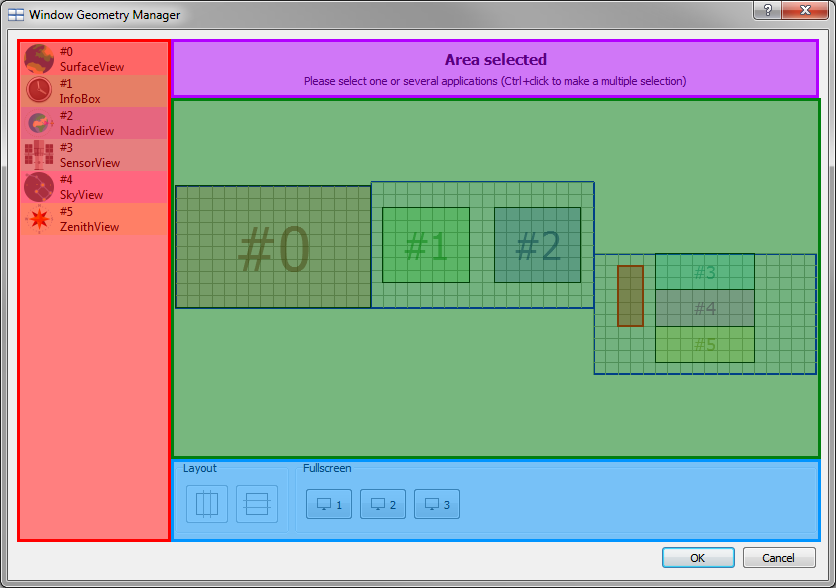 Window Geometry Manager
?
#0
SurfaceView
#1
InfoBox
#2
NadirView
#3
SensorView
#4
SkyView
#5
ZenithView
Area selected
Please select one or several applications (Ctrl+click to make a multiple selection)
#0
#1
#2
#3
#4
#5
Layout
Fullscreen
1
2
3
OK
Cancel